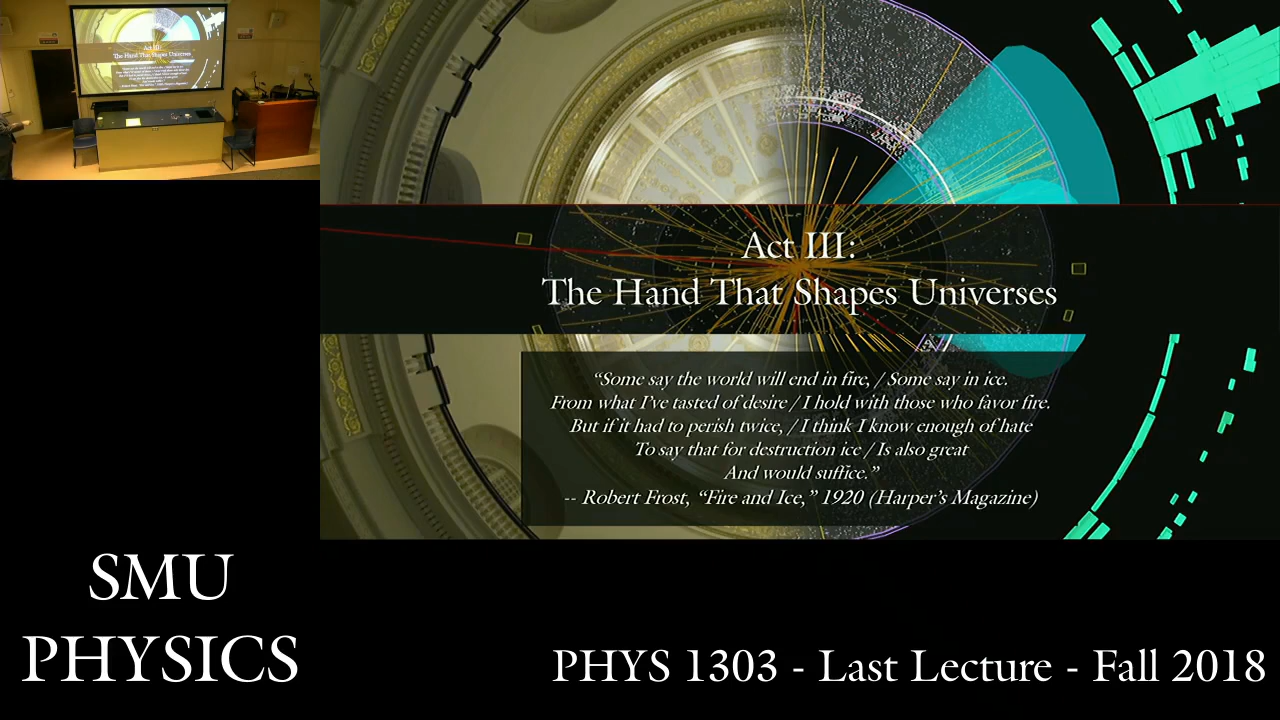 Act III:
The Hand That Shapes Universes
“Some say the world will end in fire, / Some say in ice.
From what I’ve tasted of desire / I hold with those who favor fire.
But if it had to perish twice, / I think I know enough of hate
To say that for destruction ice / Is also great
And would suffice.”
-- Robert Frost, “Fire and Ice,” 1920 (Harper’s Magazine)
SMU
PHYSICS
PHYS 1303 - Last Lecture - Fall 2018